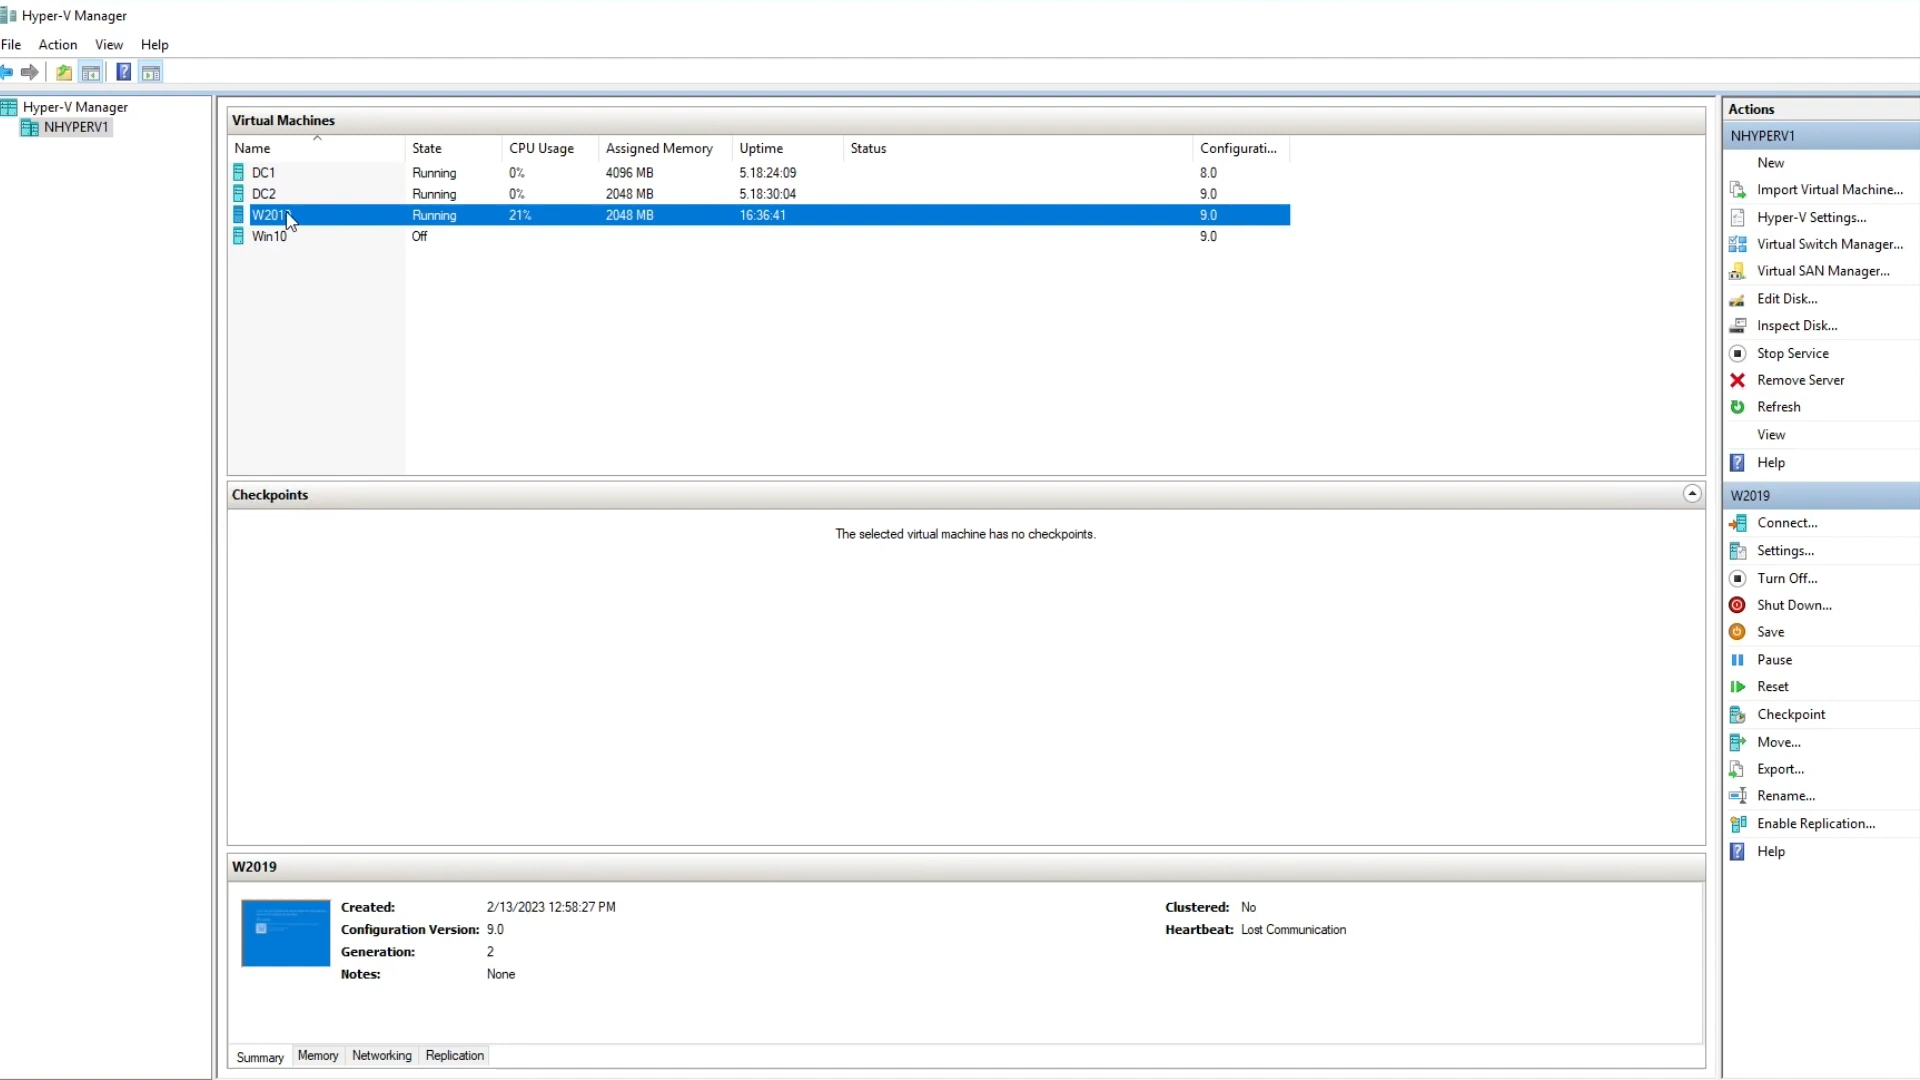 Hyper-V Manager
File Action View Help
Hyper-V Manager
NHYPERV1
Virtual Machines
Name State CPU Usage Assigned Memory Uptime Status Configurati...
DC1 Running 0% 4096 MB 5.18:24:09 8.0
DC2 Running 0% 2048 MB 5.18:30:04 9.0
Running 21% 2048 MB 16:36:41 9.0
Win10 Off 9.0
Checkpoints
The selected virtual machine has no checkpoints.
W2019
Created: 2/13/2023 12:58:27 PM Clustered: No
Configuration Version: 9.0 Heartbeat: Lost Communication
Generation: 2
Notes: None
Summary Memory Networking Replication
Actions
NHYPERV1
New
Import Virtual Machine...
Hyper-V Settings...
Virtual Switch Manager...
Virtual SAN Manager...
Edit Disk...
Inspect Disk...
Stop Service
Remove Server
Refresh
View
Help
W2019
Connect...
Settings...
Turn Off...
Shut Down...
Save
Pause
Reset
Checkpoint
Move...
Export...
Rename...
Enable Replication...
Help